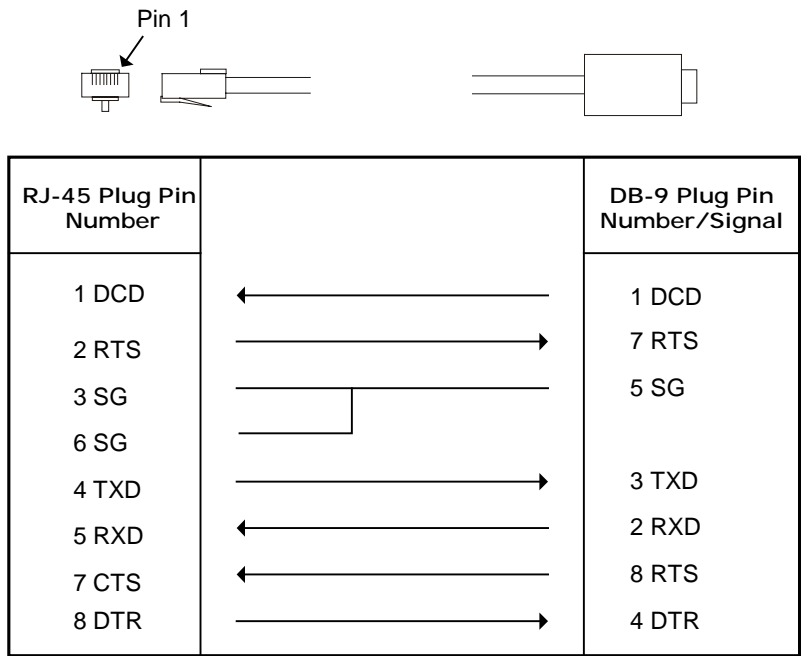 Pin 1
RJ-45 Plug Pin Number
DB-9 Plug Pin Number/Signal
1 DCD 1 DCD
2 RTS 7 RTS
3 SG 5 SG
6 SG
4 TXD 3 TXD
5 RXD 2 RXD
7 CTS 8 RTS
8 DTR 4 DTR